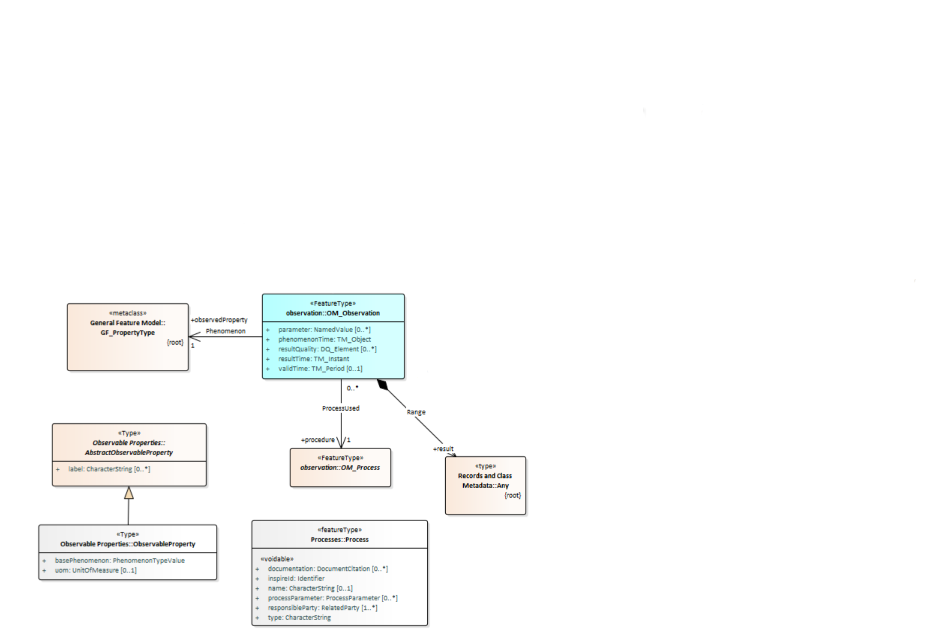 «metaclass»
General Feature Model::
GF_PropertyType
{root}
+observedProperty
Phenomenon
1
«FeatureType»
observation::OM_Observation
+ parameter: NamedValue [0..*]
+ phenomenonTime: TM_Object
+ resultQuality: DQ_Element [0..*]
+ resultTime: TM_Instant
+ validTime: TM_Period [0..1]
0..*
ProcessUsed
+procedure
1
Range
+result
«Type»
Observable Properties::
AbstractObservableProperty
+ label: CharacterString [0..*]
«FeatureType»
observation::OM_Process
«type»
Records and Class
Metadata::Any
{root}
«Type»
Observable Properties::ObservableProperty
+ basePhenomenon: PhenomenonTypeValue
+ uom: UnitOfMeasure [0..1]
«featureType»
Processes::Process
«voidable»
+ documentation: DocumentCitation [0..*]
+ inspireId: Identifier
+ name: CharacterString [0..1]
+ processParameter: ProcessParameter [0..*]
+ responsibleParty: RelatedParty [1..*]
+ type: CharacterString